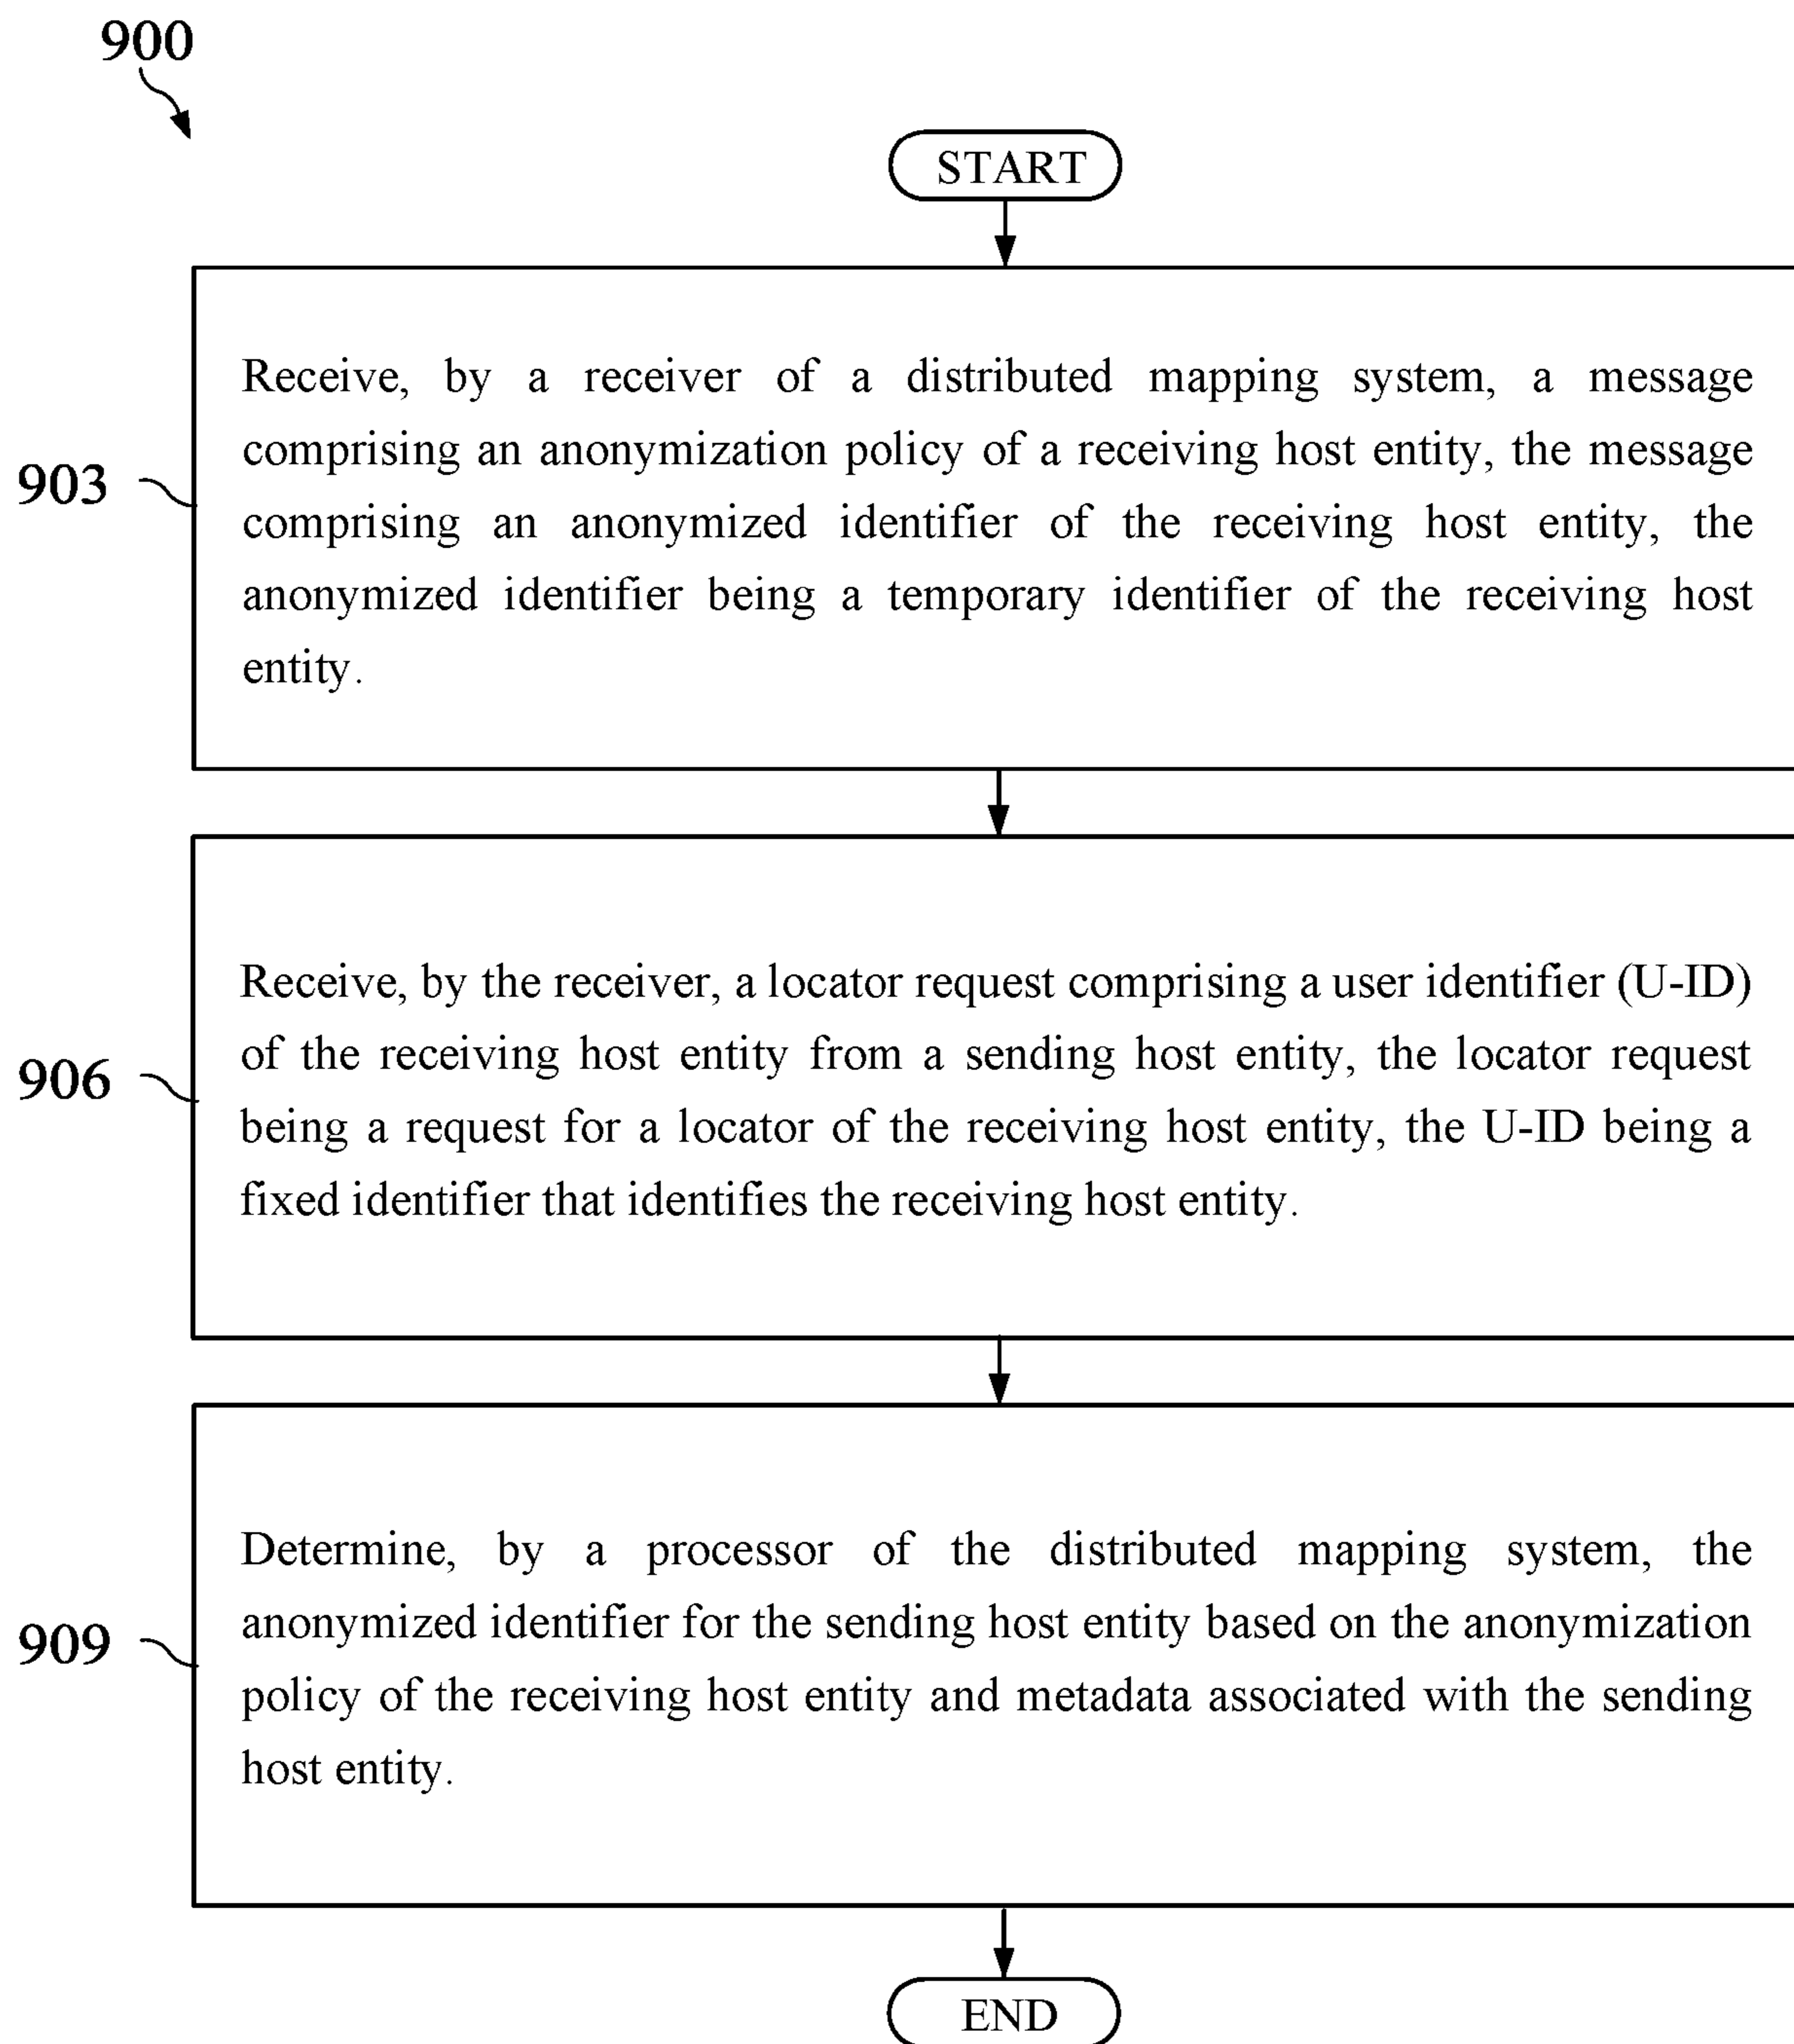 900
START
Receive, by a receiver of a distributed mapping system, a message
comprising an anonymization policy of a receiving host entity, the message
903
comprising an anonymized identifier of the receiving host entity, the
anonymized identifier being a temporary identifier of the receiving host
entity.
Receive, by the receiver, a locator request comprising a user identifier (U-ID)
of the receiving host entity from a sending host entity, the locator request
906
being a request for a locator of the receiving host entity, the U-ID being a
fixed identifier that identifies the receiving host entity.
Determine, by a processor of the distributed mapping system, the
anonymized identifier for the sending host entity based on the anonymization
909
policy of the receiving host entity and metadata associated with the sending
host entity.
END